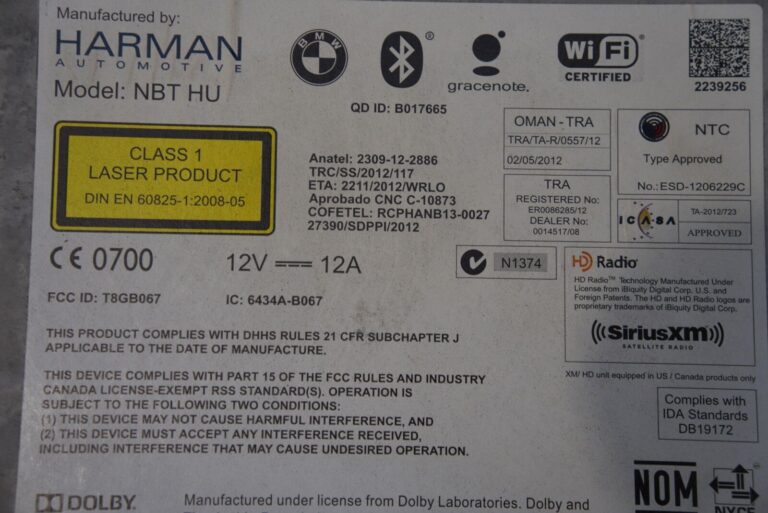 Manufactured by:
HARMAN
AUTOMOTIVE
Model: NBT HU
BMW
®
gracenote.
Wi Fi
CERTIFIED
2239256
QD ID: B017665
CLASS 1
LASER PRODUCT
DIN EN 60825-1:2008-05
Anatel: 2309-12-2886
TRC/SS/2012/117
ETA: 2211/2012/WRLO
Aprobado CNC C-10873
COFETEL: RCPHANB13-0027
27390/SDPPI/2012
OMAN - TRA
TRA/TA-R/0557/12
02/05/2012
TRA
REGISTERED No:
ER0086285/12
DEALER No:
0014517/08
NTC
Type Approved
No.: ESD-1206229C
ICASA
TA-2012/723
APPROVED
CE 0700
12V 12A
N1374
FCC ID: T8GB067
IC: 6434A-B067
HD Radio™
HD Radio™ Technology Manufactured Under
License from iBiquity Digital Corp. U.S. and
Foreign Patents. The HD and HD Radio logos are
proprietary trademarks of iBiquity Digital Corp.
((SiriusXM))
SATELLITE RADIO
XM/ HD unit equipped in US / Canada products only
THIS PRODUCT COMPLIES WITH DHHS RULES 21 CFR SUBCHAPTER J
APPLICABLE TO THE DATE OF MANUFACTURE.
THIS DEVICE COMPLIES WITH PART 15 OF THE FCC RULES AND INDUSTRY
CANADA LICENSE-EXEMPT RSS STANDARD(S). OPERATION IS
SUBJECT TO THE FOLLOWING TWO CONDITIONS:
(1) THIS DEVICE MAY NOT CAUSE HARMFUL INTERFERENCE, AND
(2) THIS DEVICE MUST ACCEPT ANY INTERFERENCE RECEIVED,
INCLUDING INTERFERENCE THAT MAY CAUSE UNDESIRED OPERATION.
Complies with
IDA Standards
DB19172
NOM
NYCE
DOLBY.
Manufactured under license from Dolby Laboratories. Dolby and